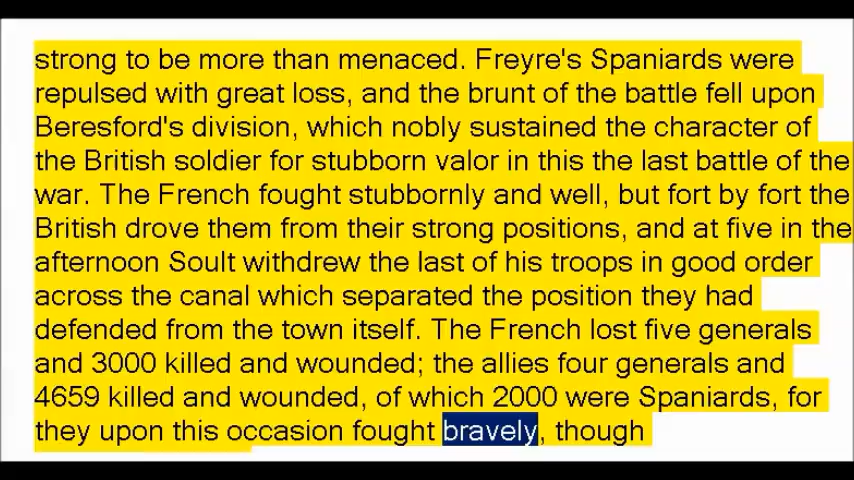 strong to be more than menaced. Freyre's Spaniards were
repulsed with great loss, and the brunt of the battle fell upon
Beresford's division, which nobly sustained the character of
the British soldier for stubborn valor in this the last battle of the
war. The French fought stubbornly and well, but fort by fort the
British drove them from their strong positions, and at five in the
afternoon Soult withdrew the last of his troops in good order
across the canal which separated the position they had
defended from the town itself. The French lost five generals
and 3000 killed and wounded; the allies four generals and
4659 killed and wounded, of which 2000 were Spaniards, for
they upon this occasion fought bravely, though